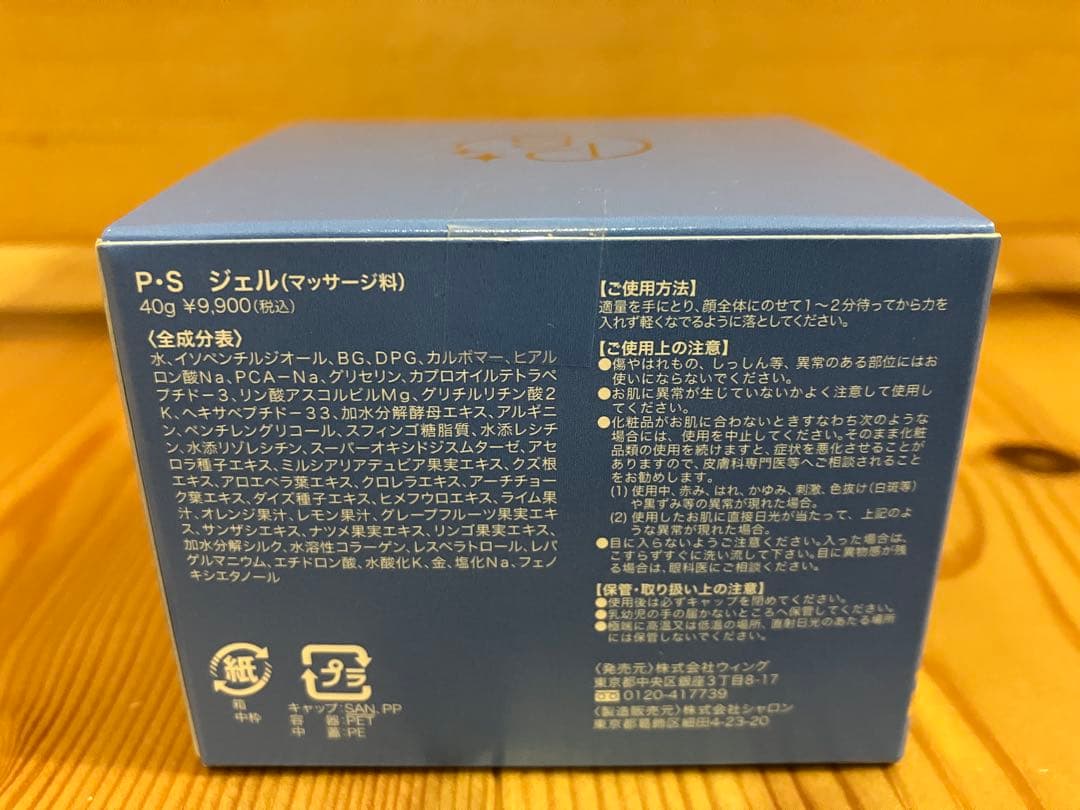 P・S ジェル(マッサージ料)
40g ¥9,900(税込)
〈全成分表〉
水、イソペンチルジオール、BG、DPG、カルボマー、ヒアル
ロン酸Na、PCA-Na、グリセリン、カプロオイルテトラペ
プチド-3、リン酸アスコルビルMg、グリチルリチン酸2
K、ヘキサペプチド-33、加水分解酵母エキス、アルギニ
ン、ペンチレングリコール、スフィンゴ糖脂質、水添レシチ
ン、水添リゾレシチン、スーパーオキシドジスムターゼ、アセ
ロラ種子エキス、ミルシアリアデュビア果実エキス、クズ根
エキス、アロエベラ葉エキス、クロレラエキス、アーチチョー
ク葉エキス、ダイズ種子エキス、ヒメフウロエキス、ライム果
汁、オレンジ果汁、レモン果汁、グレープフルーツ果実エキ
ス、サンザシエキス、ナツメ果実エキス、リンゴ果実エキス、
加水分解シルク、水溶性コラーゲン、レスベラトロール、レパ
ゲルマニウム、エチドロン酸、水酸化K、金、塩化Na、フェノ
キシエタノール
紙
箱
中枠
プラ
キャップ:SAN、PP
容器:PET
中蓋:PE
【ご使用方法】
適量を手にとり、顔全体にのせて1〜2分待ってから力を
入れず軽くなでるように落としてください。
【ご使用上の注意】
●傷やはれもの、しっしん等、異常のある部位にはお
使いにならないでください。
●お肌に異常が生じていないかよく注意して使用し
てください。
●化粧品がお肌に合わないときすなわち次のような
場合には、使用を中止してください。そのまま化粧
品類の使用を続けますと、症状を悪化させることが
ありますので、皮膚科専門医等へご相談されること
をお勧めします。
(1) 使用中、赤み、はれ、かゆみ、刺激、色抜け(白斑等)
や黒ずみ等の異常が現れた場合。
(2) 使用したお肌に直接日光が当たって、上記のよ
うな異常が現れた場合。
●目に入らないようご注意ください。入った場合は、
こすらずすぐに洗い流して下さい。目に異物感が残
る場合は、眼科医にご相談ください。
【保管・取り扱い上の注意】
●使用後は必ずキャップを閉めてください。
●乳幼児の手の届かないところへ保管してください。
●極端に高温又は低温の場所、直射日光のあたる場所
には保管しないでください。
〈発売元〉株式会社ウィング
東京都中央区銀座3丁目8-17
0120-417739
〈製造販売元〉株式会社シャロン
東京都葛飾区細田4-23-20